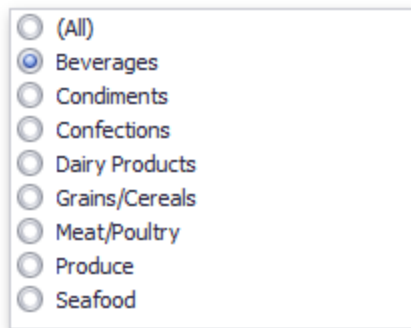 (All)
Beverages
Condiments
Confections
Dairy Products
Grains/Cereals
Meat/Poultry
Produce
Seafood